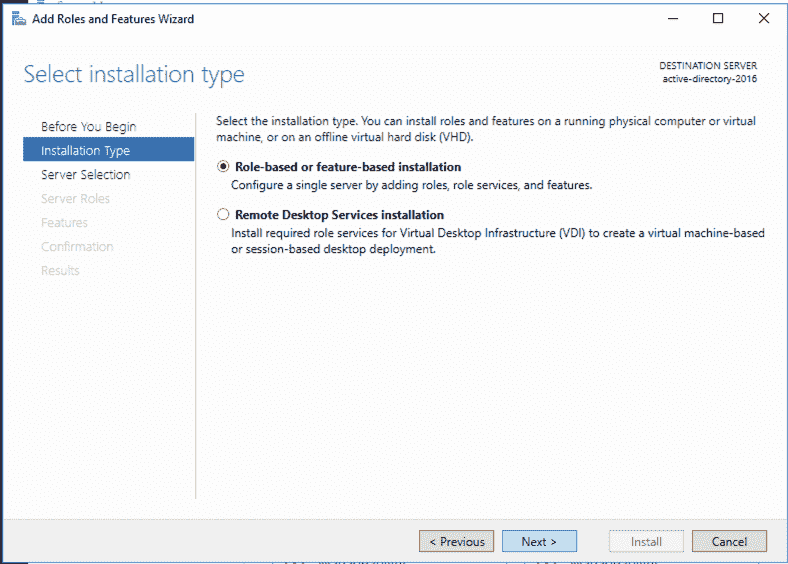 Add Roles and Features Wizard
Select installation type
DESTINATION SERVER
active-directory-2016
Before You Begin
Installation Type
Server Selection
Server Roles
Features
Confirmation
Results
Select the installation type. You can install roles and features on a running physical computer or virtual
machine, or on an offline virtual hard disk (VHD).
Role-based or feature-based installation
Configure a single server by adding roles, role services, and features.
Remote Desktop Services installation
Install required role services for Virtual Desktop Infrastructure (VDI) to create a virtual machine-based
or session-based desktop deployment.
< Previous
Next >
Install
Cancel